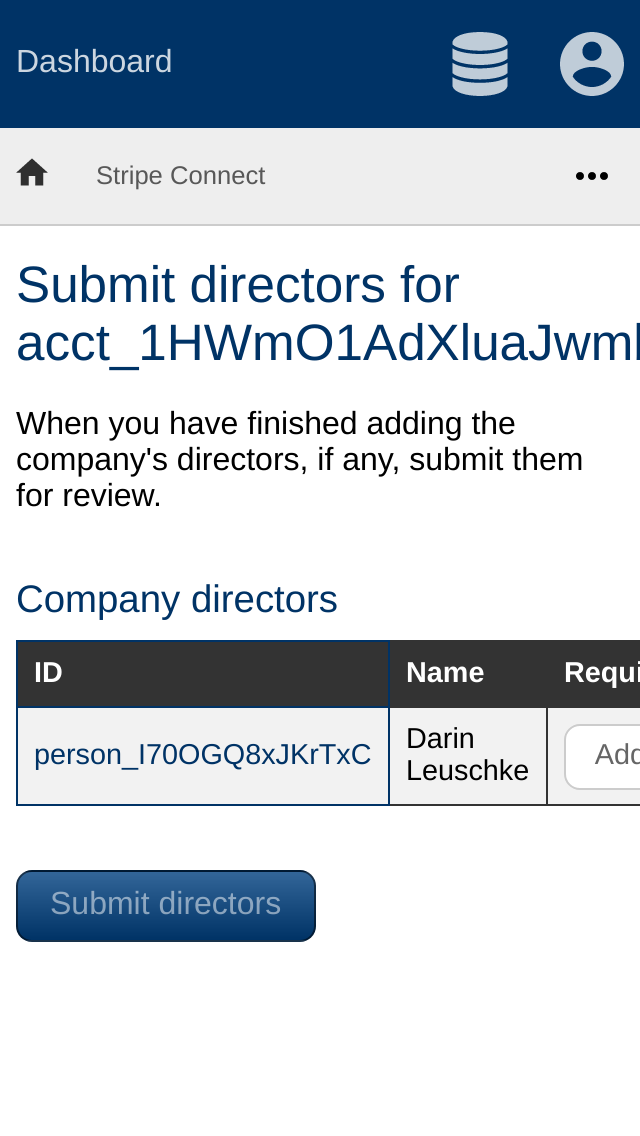 Dashboard
Stripe Connect
Submit directors for
acct_1HWmO1AdXluaJwm
When you have finished adding the
company's directors, if any, submit them
for review.
Company directors
ID Name Requi
person_I70OGQ8xJKrTxC Darin Leuschke Add
Submit directors